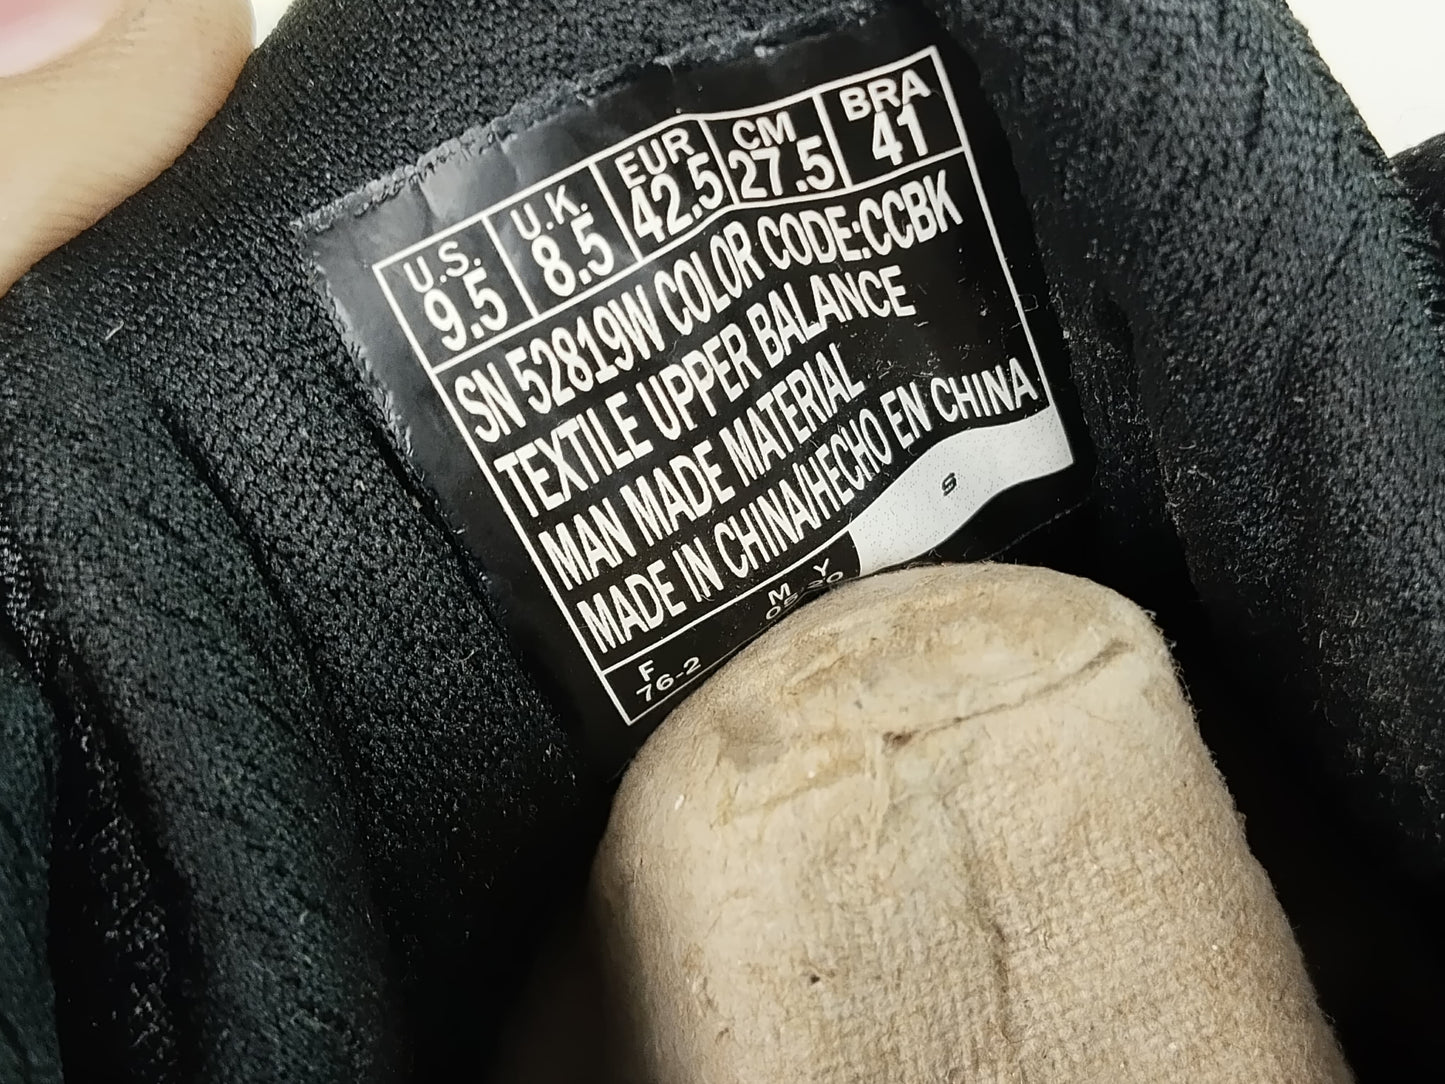 U.S. U.K. EUR CM BRA
9.5 8.5 42.5 27.5 41
SN 52819W COLOR CODE:CCBK
TEXTILE UPPER BALANCE
MAN MADE MATERIAL
MADE IN CHINA/HECHO EN CHINA
F M Y
76-2 05 20
S